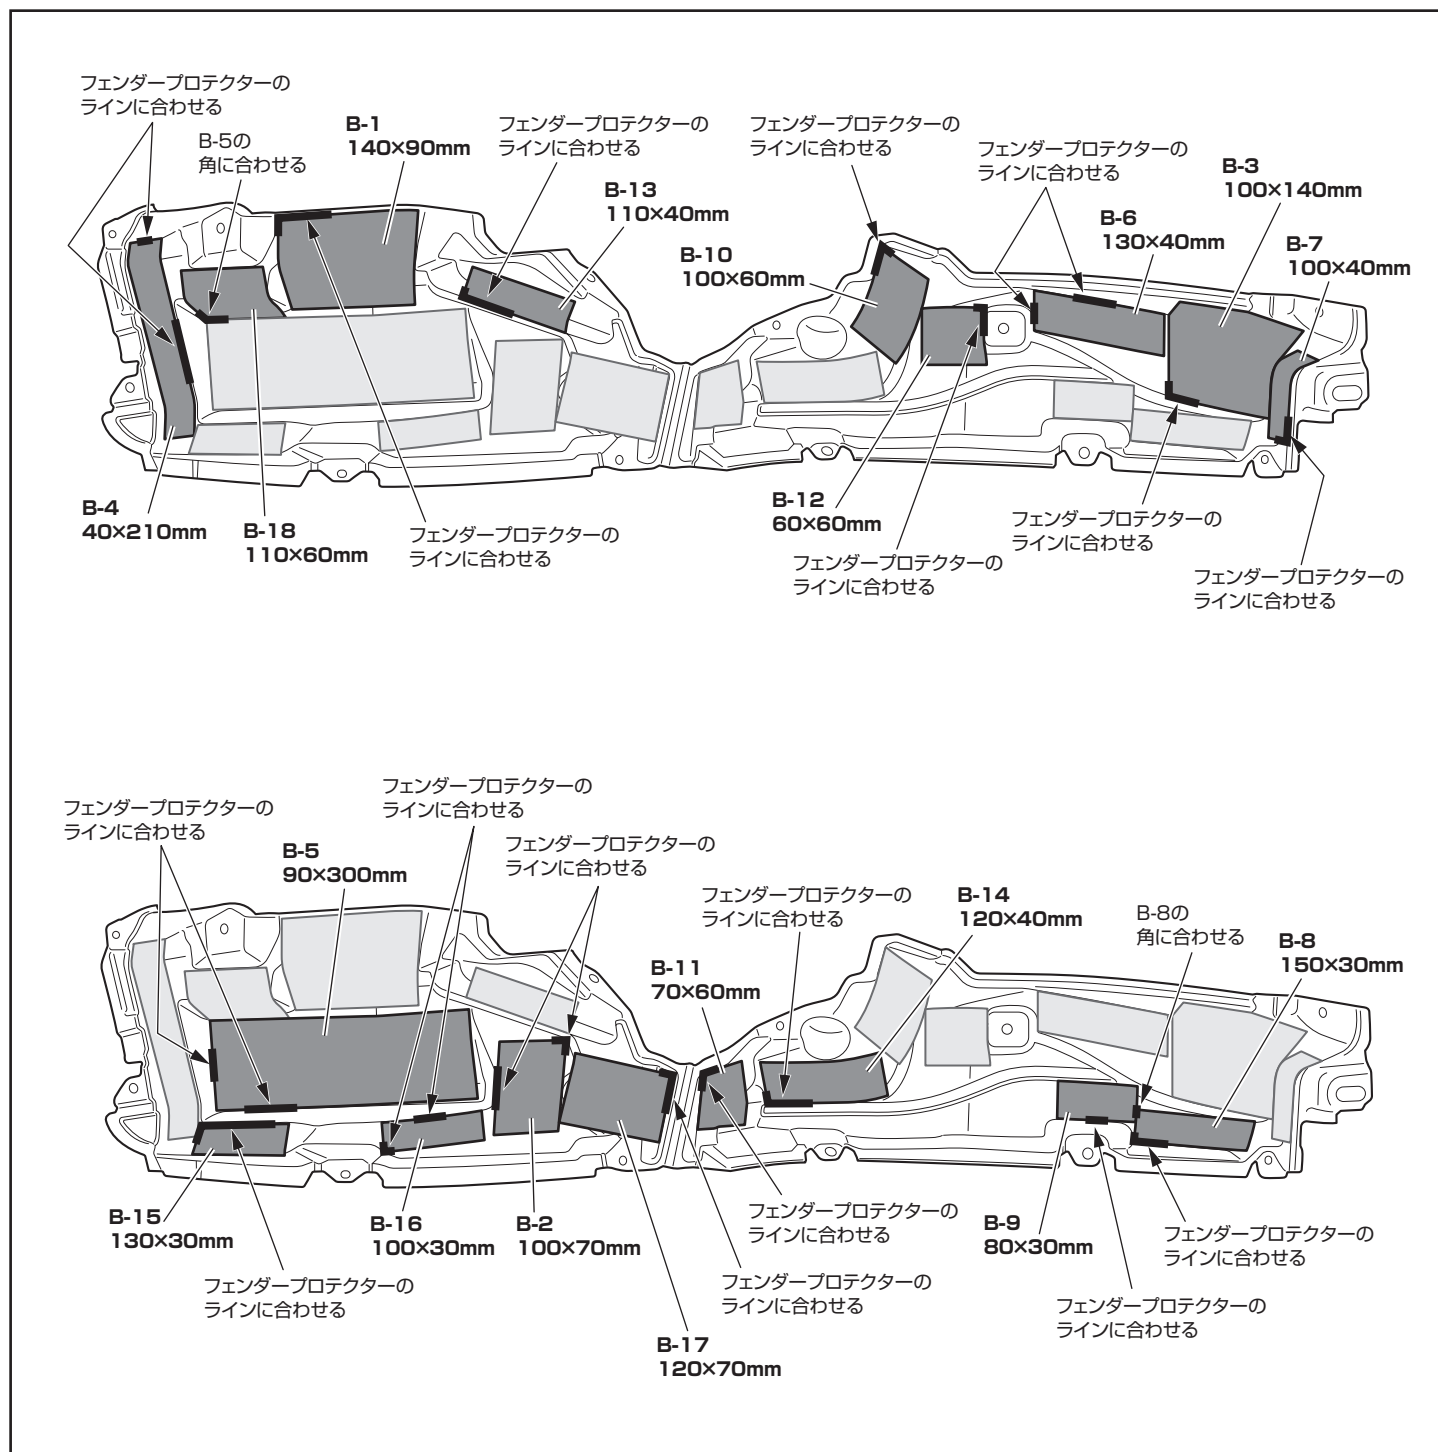 フェンダープロテクターの
ラインに合わせる
B-5の
角に合わせる
B-1
140×90mm
フェンダープロテクターの
ラインに合わせる
B-13
110×40mm
フェンダープロテクターの
ラインに合わせる
B-10
100×60mm
フェンダープロテクターの
ラインに合わせる
B-6
130×40mm
B-3
100×140mm
B-7
100×40mm
B-4
40×210mm
B-18
110×60mm
フェンダープロテクターの
ラインに合わせる
B-12
60×60mm
フェンダープロテクターの
ラインに合わせる
フェンダープロテクターの
ラインに合わせる
フェンダープロテクターの
ラインに合わせる
フェンダープロテクターの
ラインに合わせる
B-5
90×300mm
フェンダープロテクターの
ラインに合わせる
フェンダープロテクターの
ラインに合わせる
B-11
70×60mm
フェンダープロテクターの
ラインに合わせる
B-14
120×40mm
B-8の
角に合わせる
B-8
150×30mm
B-15
130×30mm
フェンダープロテクターの
ラインに合わせる
B-16
100×30mm
B-2
100×70mm
フェンダープロテクターの
ラインに合わせる
フェンダープロテクターの
ラインに合わせる
B-17
120×70mm
B-9
80×30mm
フェンダープロテクターの
ラインに合わせる
フェンダープロテクターの
ラインに合わせる